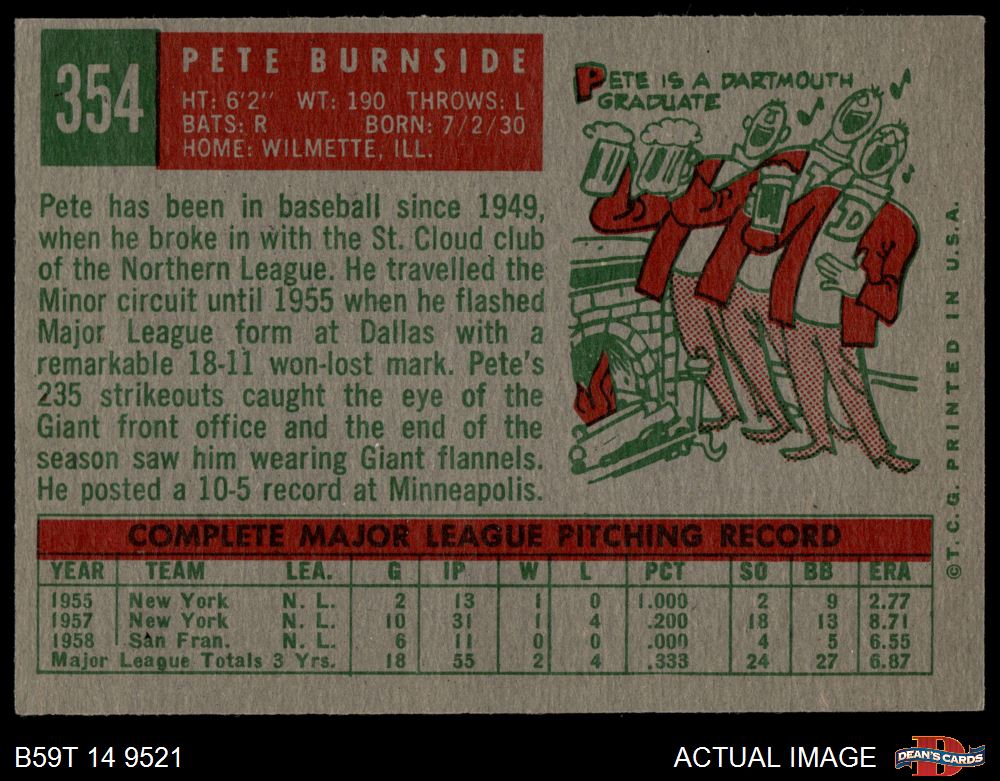 354
PETE BURNSIDE
HT: 6'2" WT: 190 THROWS: L
BATS: R BORN: 7/2/30
HOME: WILMETTE, ILL.
PETE IS A DARTMOUTH
GRADUATE
D
Pete has been in baseball since 1949,
when he broke in with the St. Cloud club
of the Northern League. He travelled the
Minor circuit until 1955 when he flashed
Major League form at Dallas with a
remarkable 18-11 won-lost mark. Pete's
235 strikeouts caught the eye of the
Giant front office and the end of the
season saw him wearing Giant flannels.
He posted a 10-5 record at Minneapolis.
COMPLETE MAJOR LEAGUE PITCHING RECORD
YEAR TEAM LEA. G IP W L PCT SO BB ERA
1955 New York N. L. 2 13 1 0 1.000 2 9 2.77
1957 New York N. L. 10 31 1 4 .200 18 13 8.71
1958 San Fran. N. L. 6 11 0 0 .000 4 5 6.55
Major League Totals 3 Yrs. 18 55 2 4 .333 24 27 6.87
©T. C. G. PRINTED IN U.S.A.
B59T 14 9521
ACTUAL IMAGE
D
DEAN'S CARDS